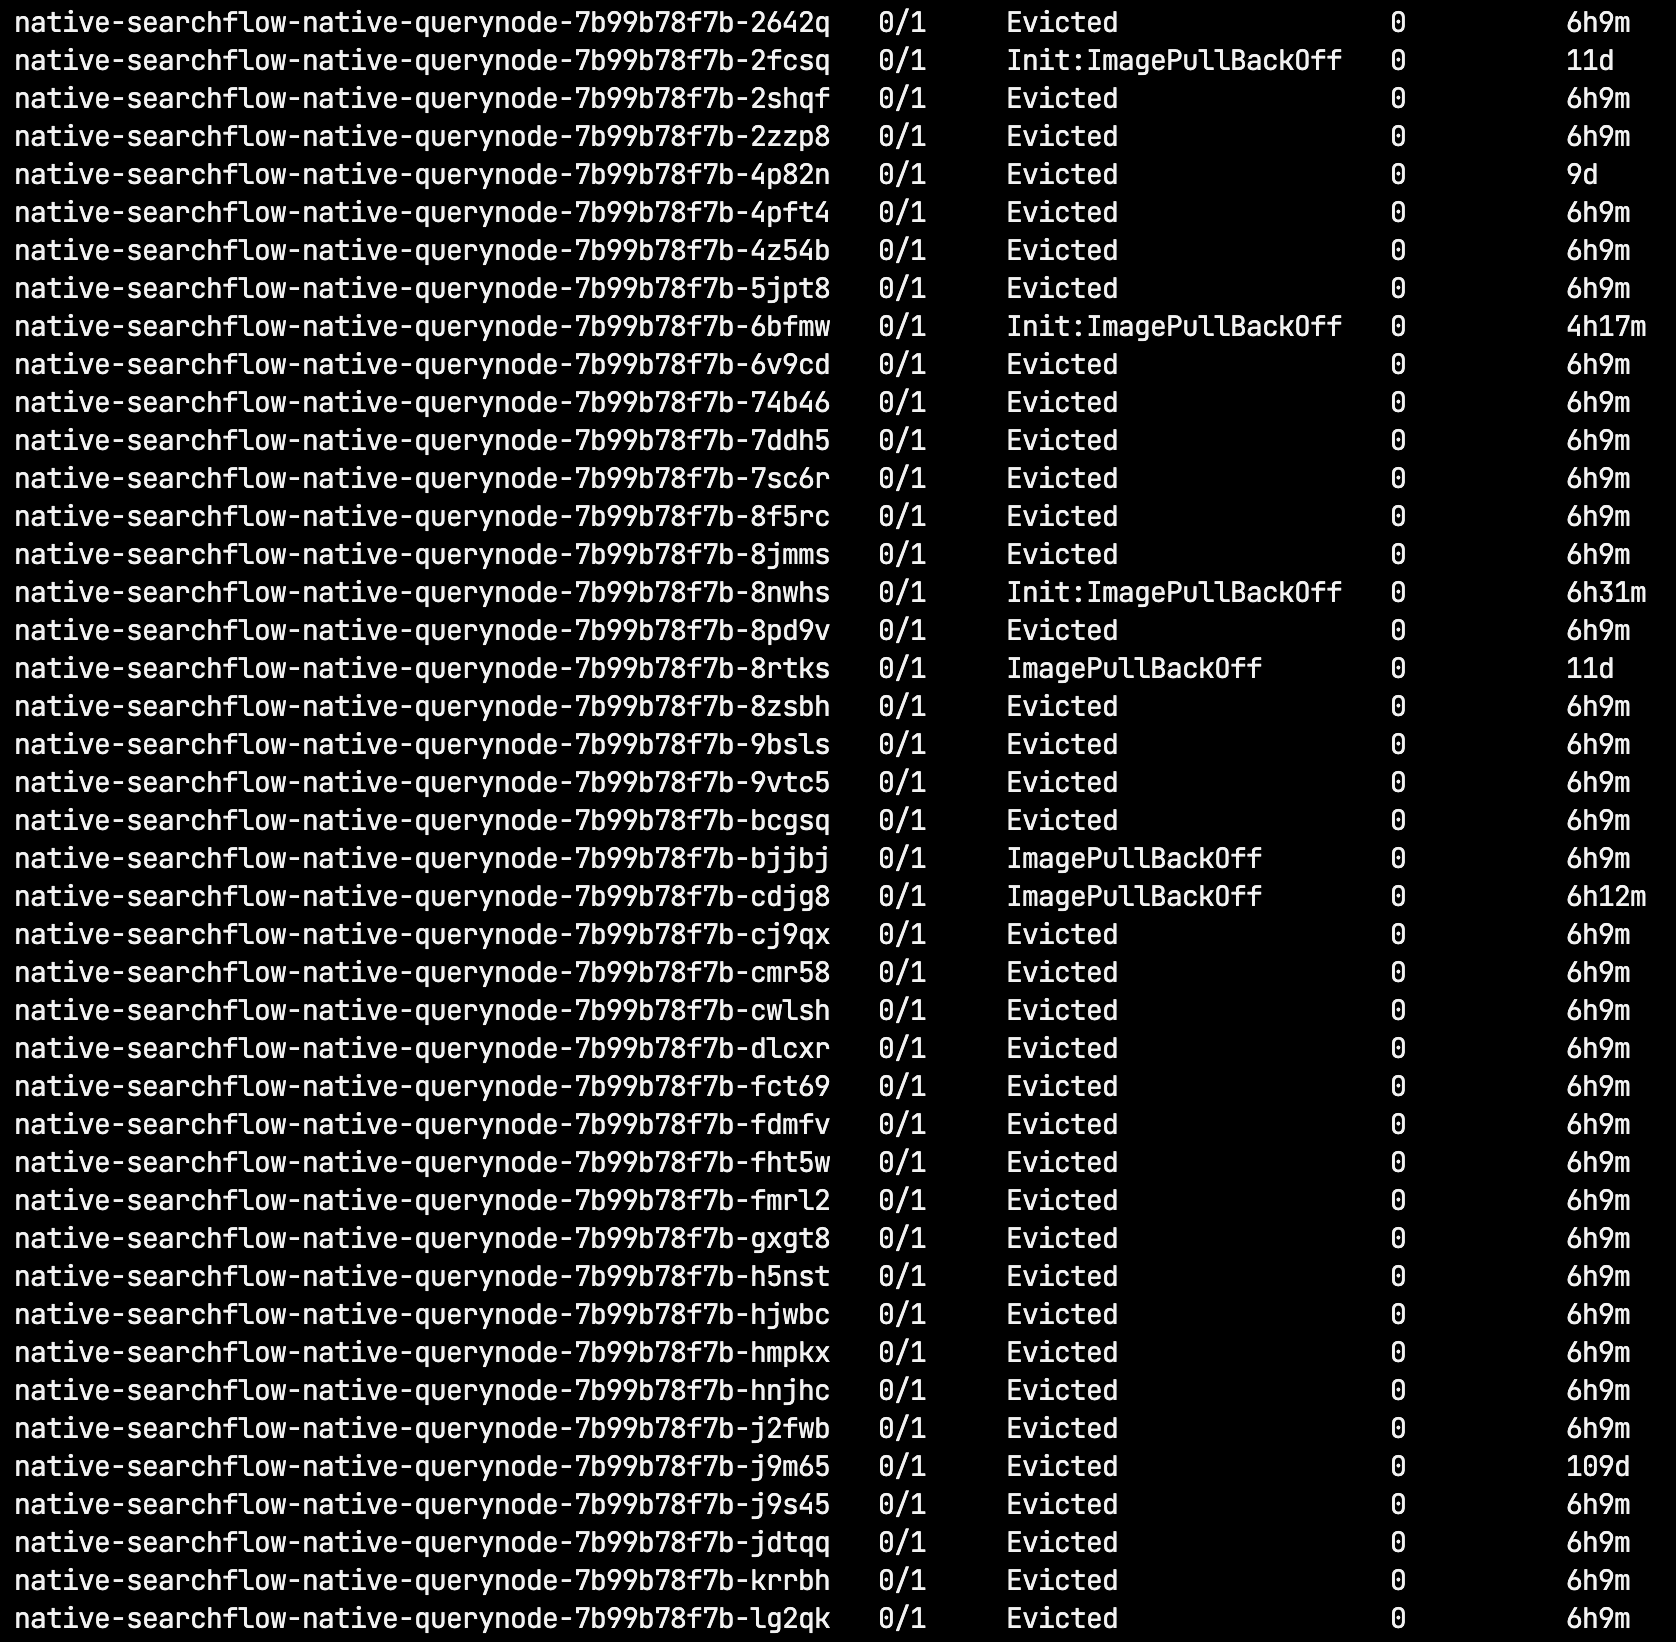 native-searchflow-native-querynode-7b99b78f7b-2642q 0/1 Evicted 0 6h9m
native-searchflow-native-querynode-7b99b78f7b-2fcsq 0/1 Init:ImagePullBackOff 0 11d
native-searchflow-native-querynode-7b99b78f7b-2shqf 0/1 Evicted 0 6h9m
native-searchflow-native-querynode-7b99b78f7b-2zzp8 0/1 Evicted 0 6h9m
native-searchflow-native-querynode-7b99b78f7b-4p82n 0/1 Evicted 0 9d
native-searchflow-native-querynode-7b99b78f7b-4pft4 0/1 Evicted 0 6h9m
native-searchflow-native-querynode-7b99b78f7b-4z54b 0/1 Evicted 0 6h9m
native-searchflow-native-querynode-7b99b78f7b-5jpt8 0/1 Evicted 0 6h9m
native-searchflow-native-querynode-7b99b78f7b-6bfmw 0/1 Init:ImagePullBackOff 0 4h17m
native-searchflow-native-querynode-7b99b78f7b-6v9cd 0/1 Evicted 0 6h9m
native-searchflow-native-querynode-7b99b78f7b-74b46 0/1 Evicted 0 6h9m
native-searchflow-native-querynode-7b99b78f7b-7ddh5 0/1 Evicted 0 6h9m
native-searchflow-native-querynode-7b99b78f7b-7sc6r 0/1 Evicted 0 6h9m
native-searchflow-native-querynode-7b99b78f7b-8f5rc 0/1 Evicted 0 6h9m
native-searchflow-native-querynode-7b99b78f7b-8jmms 0/1 Evicted 0 6h9m
native-searchflow-native-querynode-7b99b78f7b-8nwhs 0/1 Init:ImagePullBackOff 0 6h31m
native-searchflow-native-querynode-7b99b78f7b-8pd9v 0/1 Evicted 0 6h9m
native-searchflow-native-querynode-7b99b78f7b-8rtks 0/1 ImagePullBackOff 0 11d
native-searchflow-native-querynode-7b99b78f7b-8zsbh 0/1 Evicted 0 6h9m
native-searchflow-native-querynode-7b99b78f7b-9bsls 0/1 Evicted 0 6h9m
native-searchflow-native-querynode-7b99b78f7b-9vtc5 0/1 Evicted 0 6h9m
native-searchflow-native-querynode-7b99b78f7b-bcgsq 0/1 Evicted 0 6h9m
native-searchflow-native-querynode-7b99b78f7b-bjjbj 0/1 ImagePullBackOff 0 6h9m
native-searchflow-native-querynode-7b99b78f7b-cdjg8 0/1 ImagePullBackOff 0 6h12m
native-searchflow-native-querynode-7b99b78f7b-cj9qx 0/1 Evicted 0 6h9m
native-searchflow-native-querynode-7b99b78f7b-cmr58 0/1 Evicted 0 6h9m
native-searchflow-native-querynode-7b99b78f7b-cwlsh 0/1 Evicted 0 6h9m
native-searchflow-native-querynode-7b99b78f7b-dlcxr 0/1 Evicted 0 6h9m
native-searchflow-native-querynode-7b99b78f7b-fct69 0/1 Evicted 0 6h9m
native-searchflow-native-querynode-7b99b78f7b-fdmfv 0/1 Evicted 0 6h9m
native-searchflow-native-querynode-7b99b78f7b-fht5w 0/1 Evicted 0 6h9m
native-searchflow-native-querynode-7b99b78f7b-fmrl2 0/1 Evicted 0 6h9m
native-searchflow-native-querynode-7b99b78f7b-gxgt8 0/1 Evicted 0 6h9m
native-searchflow-native-querynode-7b99b78f7b-h5nst 0/1 Evicted 0 6h9m
native-searchflow-native-querynode-7b99b78f7b-hjwbc 0/1 Evicted 0 6h9m
native-searchflow-native-querynode-7b99b78f7b-hmpkx 0/1 Evicted 0 6h9m
native-searchflow-native-querynode-7b99b78f7b-hnjhc 0/1 Evicted 0 6h9m
native-searchflow-native-querynode-7b99b78f7b-j2fwb 0/1 Evicted 0 6h9m
native-searchflow-native-querynode-7b99b78f7b-j9m65 0/1 Evicted 0 109d
native-searchflow-native-querynode-7b99b78f7b-j9s45 0/1 Evicted 0 6h9m
native-searchflow-native-querynode-7b99b78f7b-jdtqq 0/1 Evicted 0 6h9m
native-searchflow-native-querynode-7b99b78f7b-krrbh 0/1 Evicted 0 6h9m
native-searchflow-native-querynode-7b99b78f7b-lg2qk 0/1 Evicted 0 6h9m